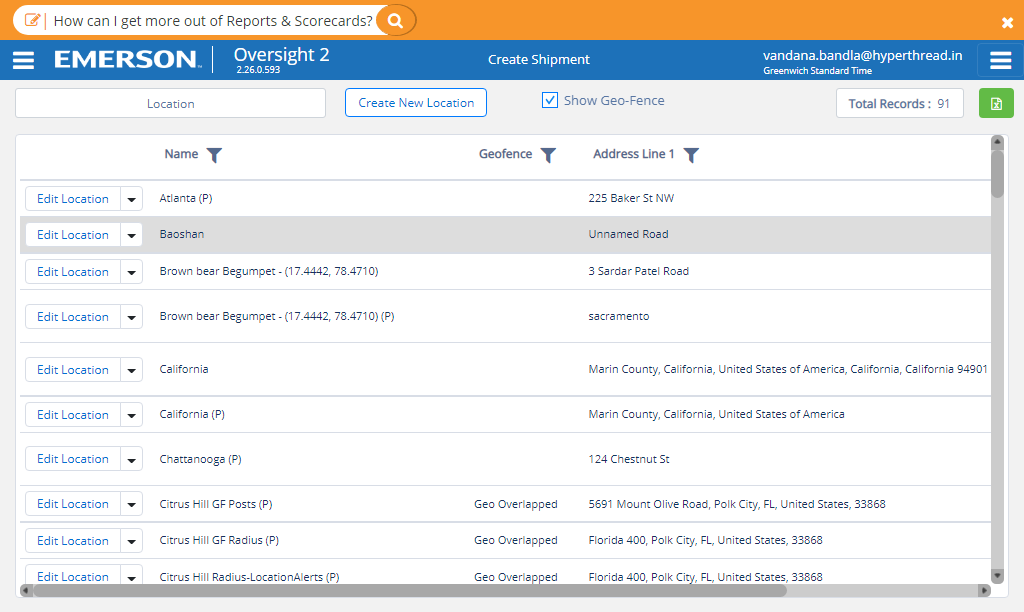 How can I get more out of Reports & Scorecards?
EMERSON Oversight 2 2.26.0.593 Create Shipment vandana.bandla@hyperthread.in Greenwich Standard Time
Location Create New Location Show Geo-Fence Total Records : 91
Name Geofence Address Line 1
Edit Location Atlanta (P) 225 Baker St NW
Edit Location Baoshan Unnamed Road
Edit Location Brown bear Begumpet - (17.4442, 78.4710) 3 Sardar Patel Road
Edit Location Brown bear Begumpet - (17.4442, 78.4710) (P) sacramento
Edit Location California Marin County, California, United States of America, California, California 94901
Edit Location California (P) Marin County, California, United States of America
Edit Location Chattanooga (P) 124 Chestnut St
Edit Location Citrus Hill GF Posts (P) Geo Overlapped 5691 Mount Olive Road, Polk City, FL, United States, 33868
Edit Location Citrus Hill GF Radius (P) Geo Overlapped Florida 400, Polk City, FL, United States, 33868
Edit Location Citrus Hill Radius-LocationAlerts (P) Geo Overlapped Florida 400, Polk City, FL, United States, 33868